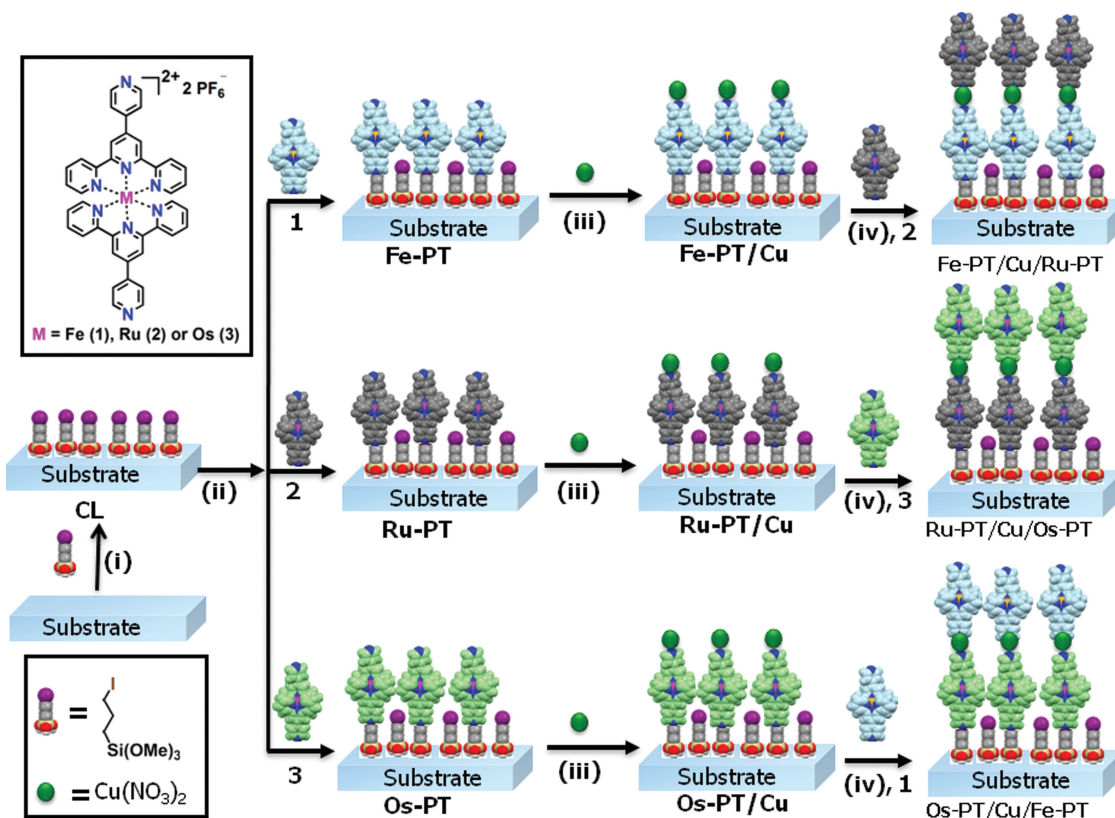 N
2+
2 PF6−
N
N N
M
N N
N
N
M = Fe (1), Ru (2) or Os (3)
1
Substrate
Fe-PT
(iii)
Substrate
Fe-PT/Cu
(iv), 2
Substrate
Fe-PT/Cu/Ru-PT
Substrate
CL
(i)
Substrate
(ii)
2
Substrate
Ru-PT
(iii)
Substrate
Ru-PT/Cu
(iv), 3
Substrate
Ru-PT/Cu/Os-PT
= I
Si(OMe)3
= Cu(NO3)2
3
Substrate
Os-PT
(iii)
Substrate
Os-PT/Cu
(iv), 1
Substrate
Os-PT/Cu/Fe-PT